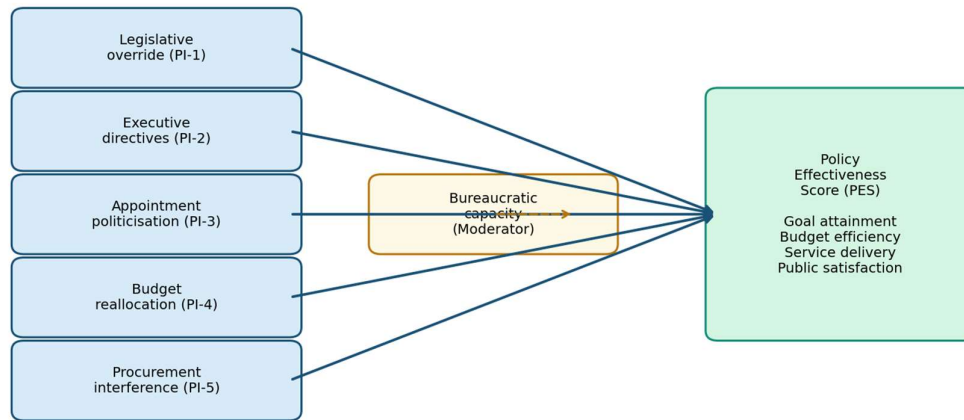 Legislative
override (PI-1)
Executive
directives (PI-2)
Appointment
politicisation (PI-3)
Budget
reallocation (PI-4)
Procurement
interference (PI-5)
Bureaucratic
capacity
(Moderator)
Policy
Effectiveness
Score (PES)
Goal attainment
Budget efficiency
Service delivery
Public satisfaction